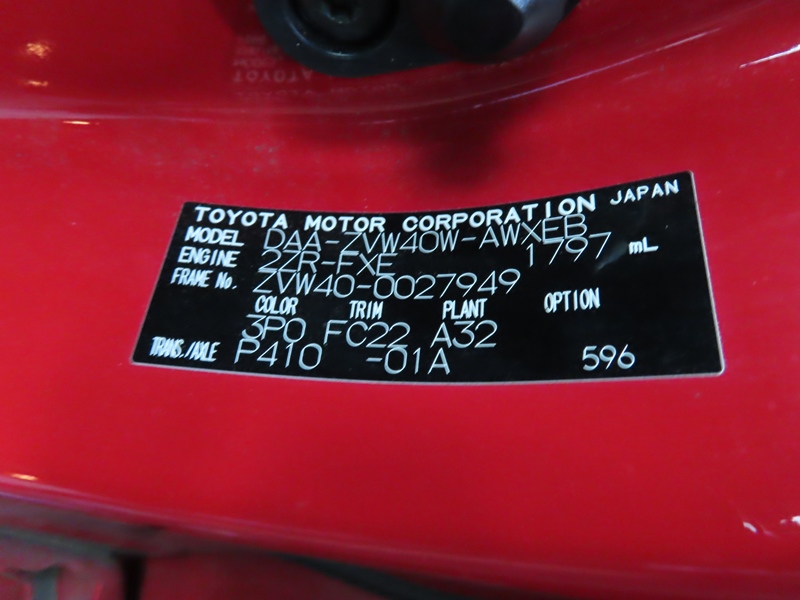 TOYOTA MOTOR CORPORATION JAPAN
MODEL DAA-ZVW40W-AWXEB
ENGINE 2ZR-FXE 1797 mL
FRAME No. ZVW40-0027949
COLOR TRIM PLANT OPTION
3P0 FC22 A32
TRANS./AXLE P410 -01A 596